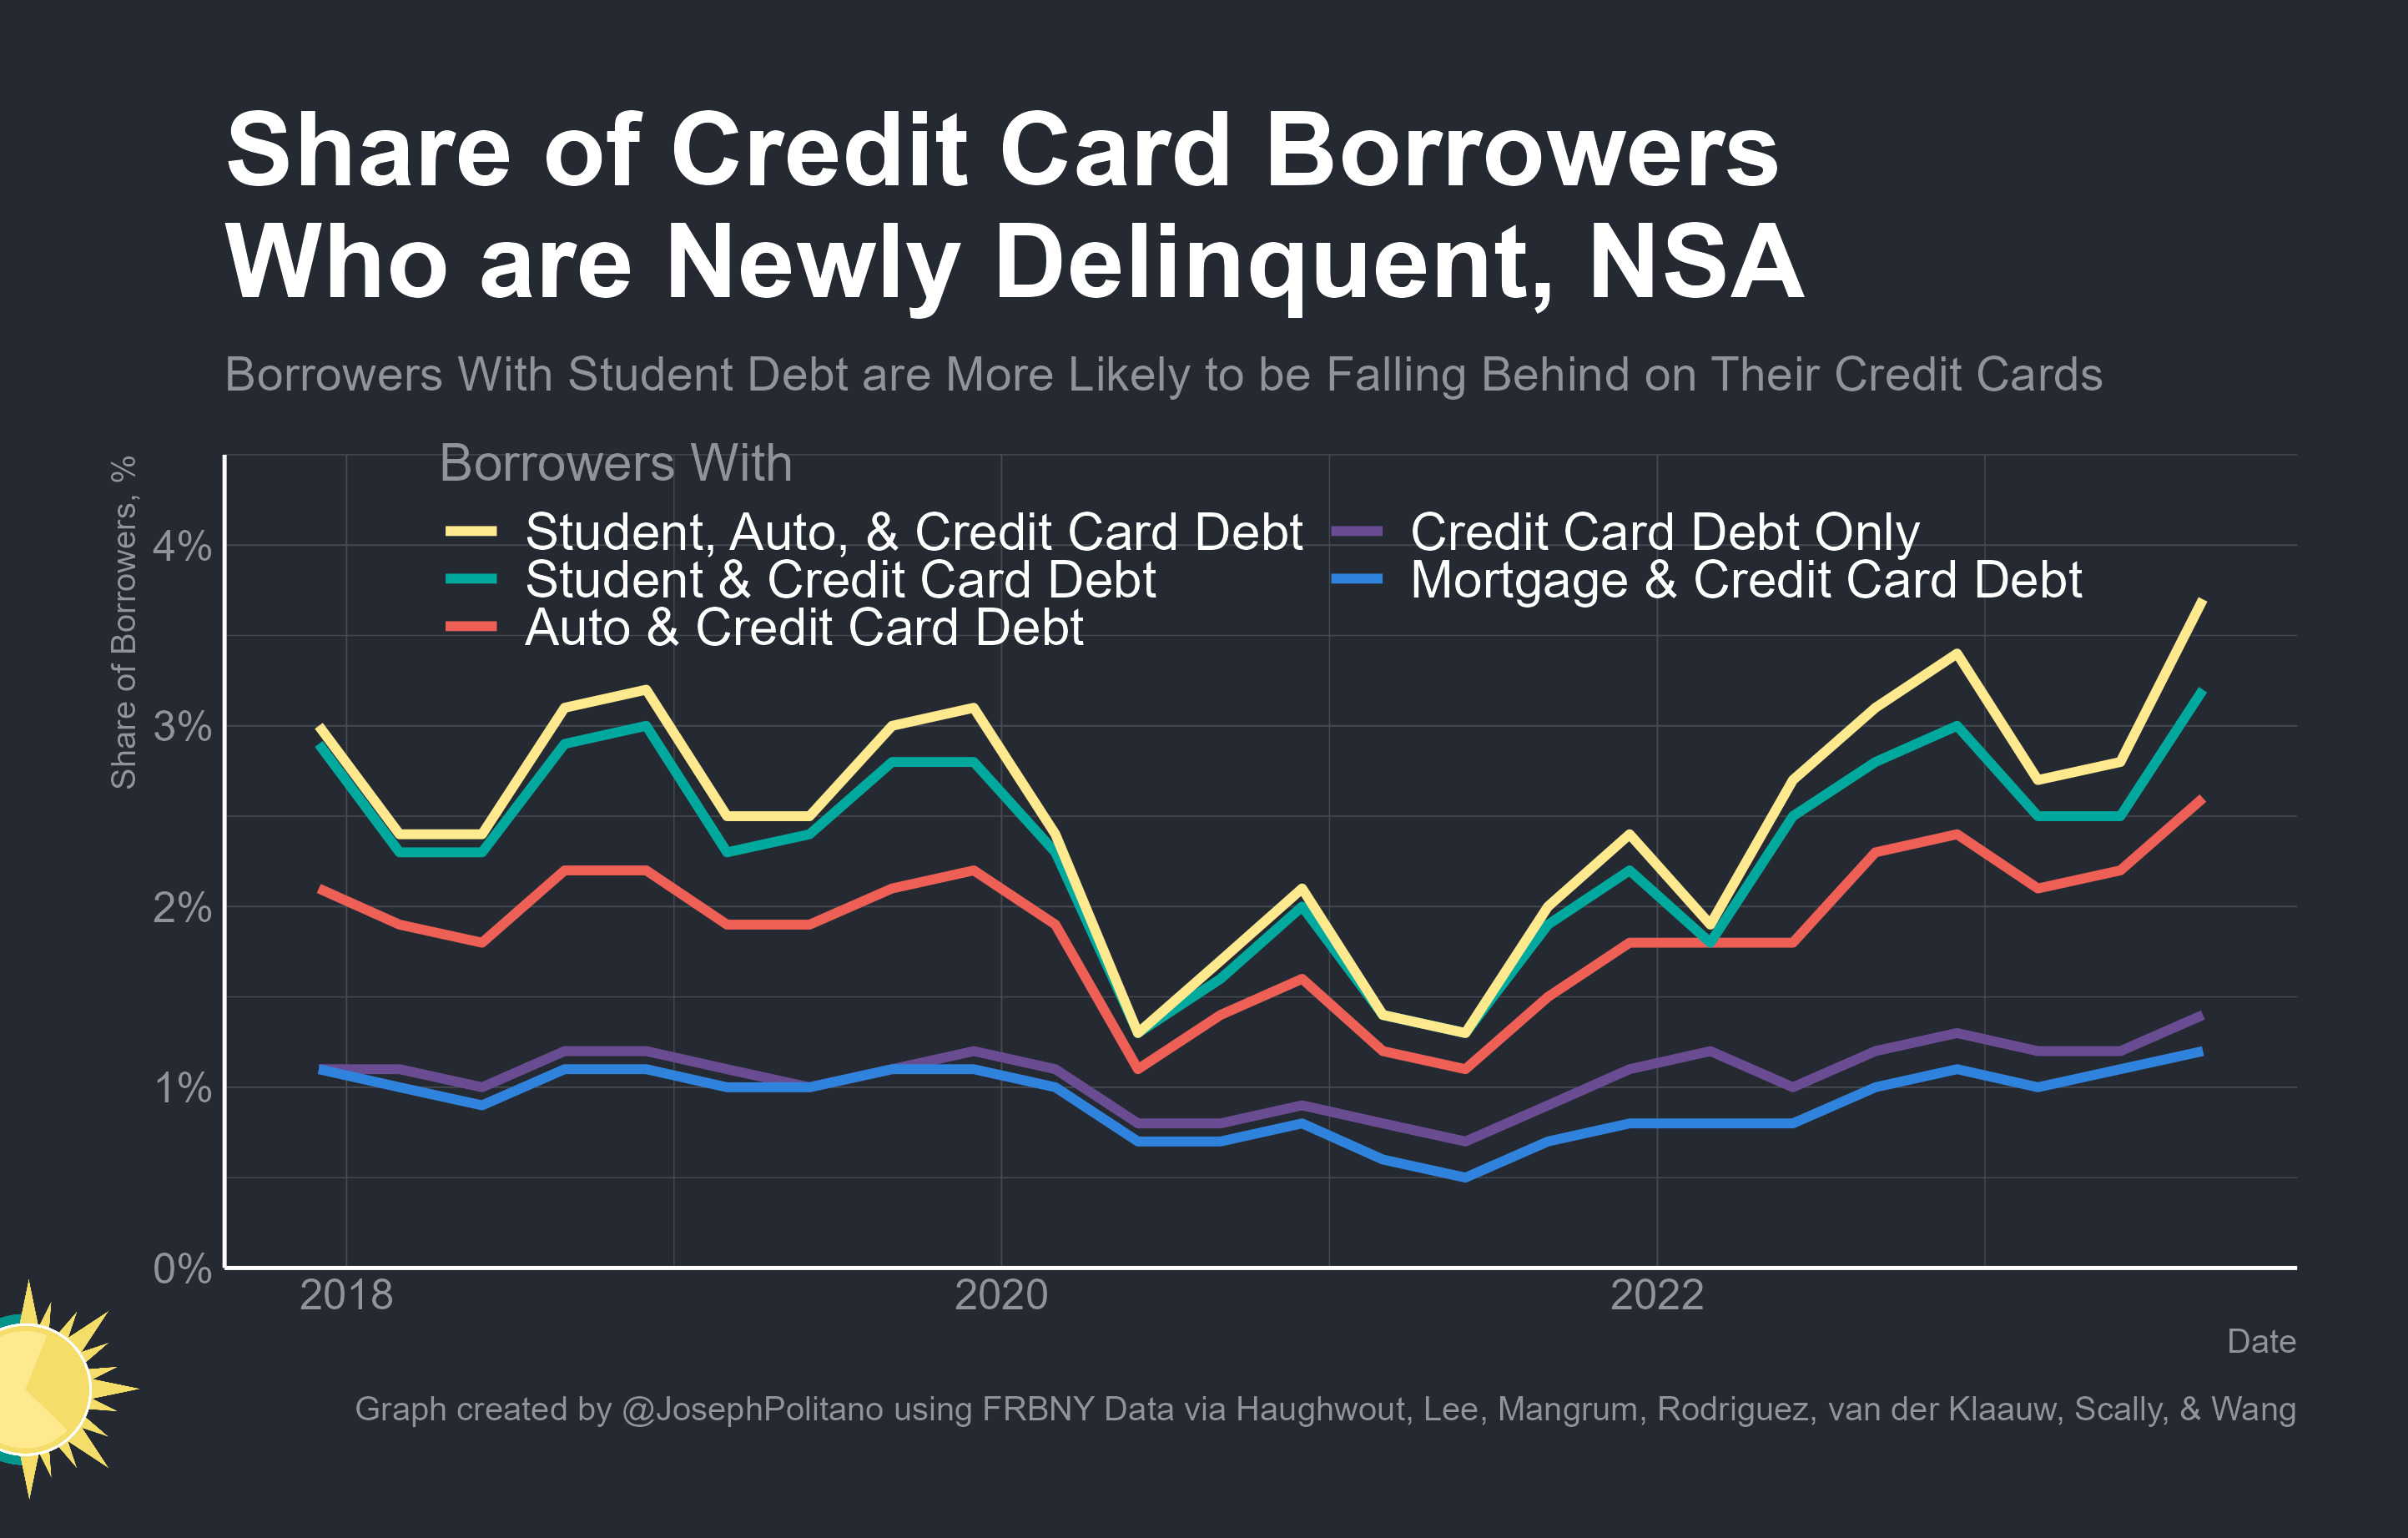 Share of Credit Card Borrowers
Who are Newly Delinquent, NSA
Borrowers With Student Debt are More Likely to be Falling Behind on Their Credit Cards
Share of Borrowers, %
Borrowers With
Student, Auto, & Credit Card Debt
Student & Credit Card Debt
Auto & Credit Card Debt
Credit Card Debt Only
Mortgage & Credit Card Debt
4%
3%
2%
1%
0%
2018
2020
2022
Date
Graph created by @JosephPolitano using FRBNY Data via Haughwout, Lee, Mangrum, Rodriguez, van der Klaauw, Scally, & Wang